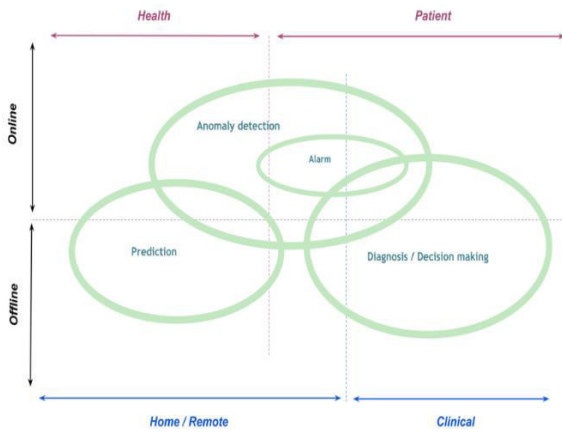 Health
Patient
Online
Anomaly detection
Alarm
Prediction
Diagnosis / Decision making
Offline
Home / Remote
Clinical